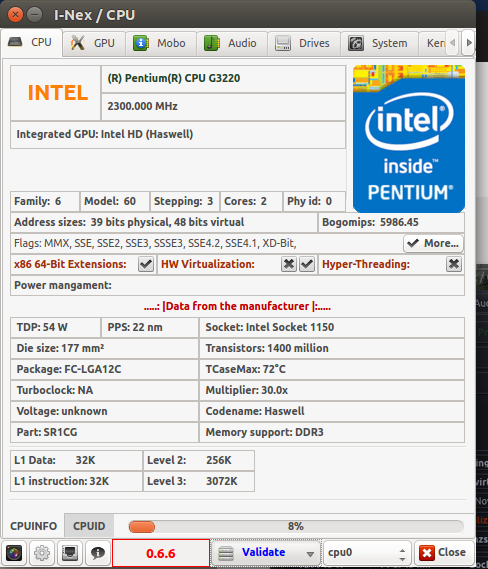 I-Nex / CPU
CPU GPU Mobo Audio Drives System Ker
INTEL
(R) Pentium(R) CPU G3220
2300.000 MHz
Integrated GPU: Intel HD (Haswell)
intel
inside™
PENTIUM®
Family: 6 Model: 60 Stepping: 3 Cores: 2 Phy id: 0
Address sizes: 39 bits physical, 48 bits virtual Bogomips: 5986.45
Flags: MMX, SSE, SSE2, SSE3, SSSE3, SSE4.2, SSE4.1, XD-Bit, More...
x86 64-Bit Extensions: HW Virtualization: Hyper-Threading:
Power mangament:
.....: |Data from the manufacturer |:.....
TDP: 54 W PPS: 22 nm Socket: Intel Socket 1150
Die size: 177 mm² Transistors: 1400 million
Package: FC-LGA12C TCaseMax: 72°C
Turboclock: NA Multiplier: 30.0x
Voltage: unknown Codename: Haswell
Part: SR1CG Memory support: DDR3
L1 Data: 32K Level 2: 256K
L1 instruction: 32K Level 3: 3072K
CPUINFO CPUID 8%
0.6.6 Validate cpu0 Close